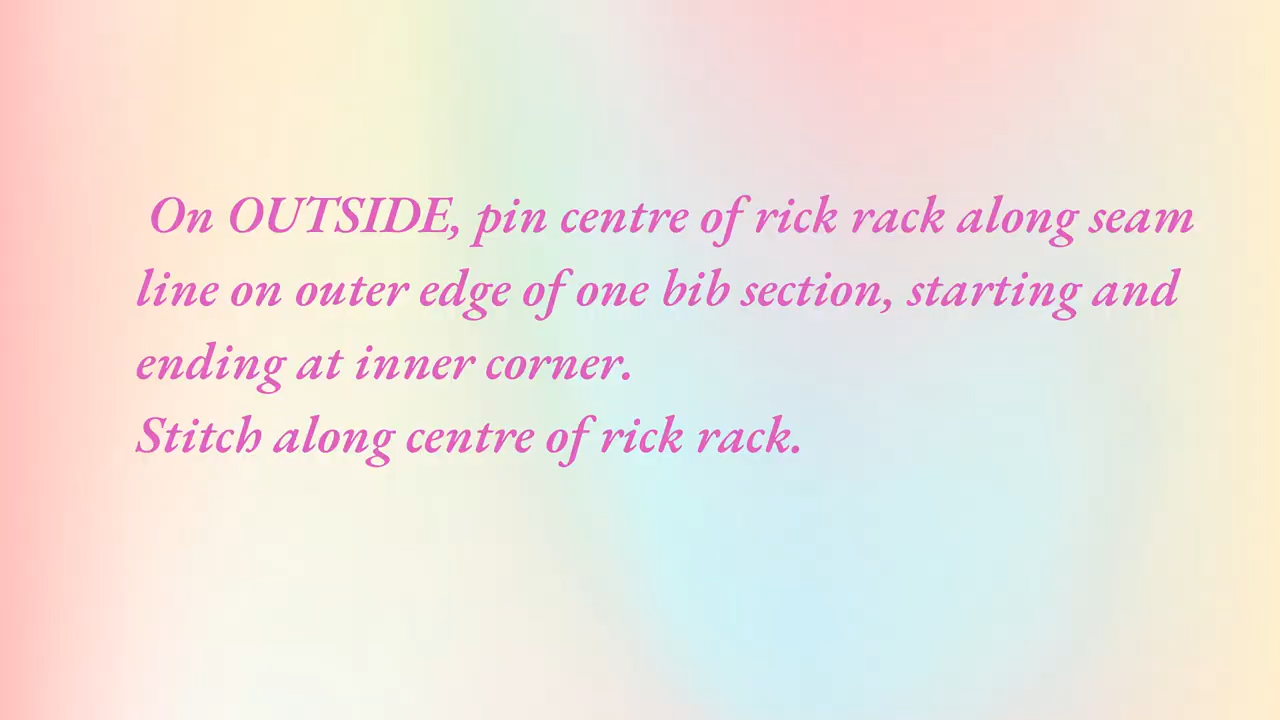 On OUTSIDE, pin centre of rick rack along seam
line on outer edge of one bib section, starting and
ending at inner corner.
Stitch along centre of rick rack.